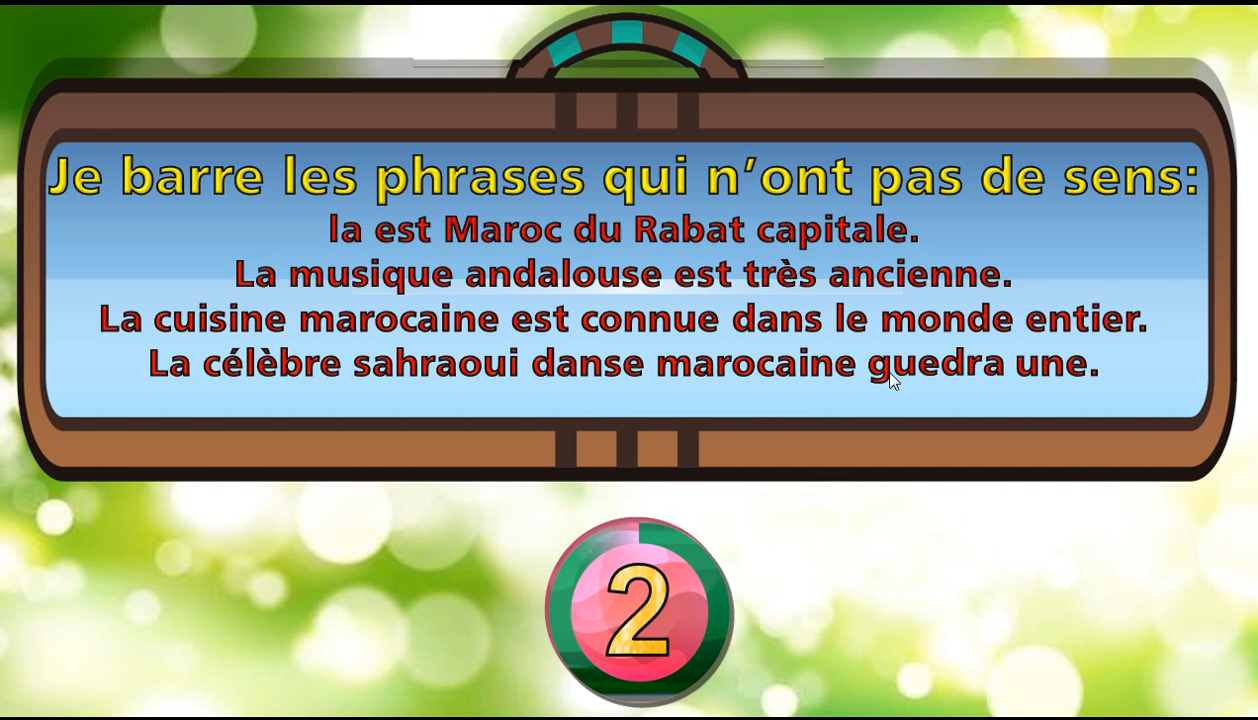 Je barre les phrases qui n’ont pas de sens:
la est Maroc du Rabat capitale.
La musique andalouse est très ancienne.
La cuisine marocaine est connue dans le monde entier.
La célèbre sahraoui danse marocaine guedra une.
2